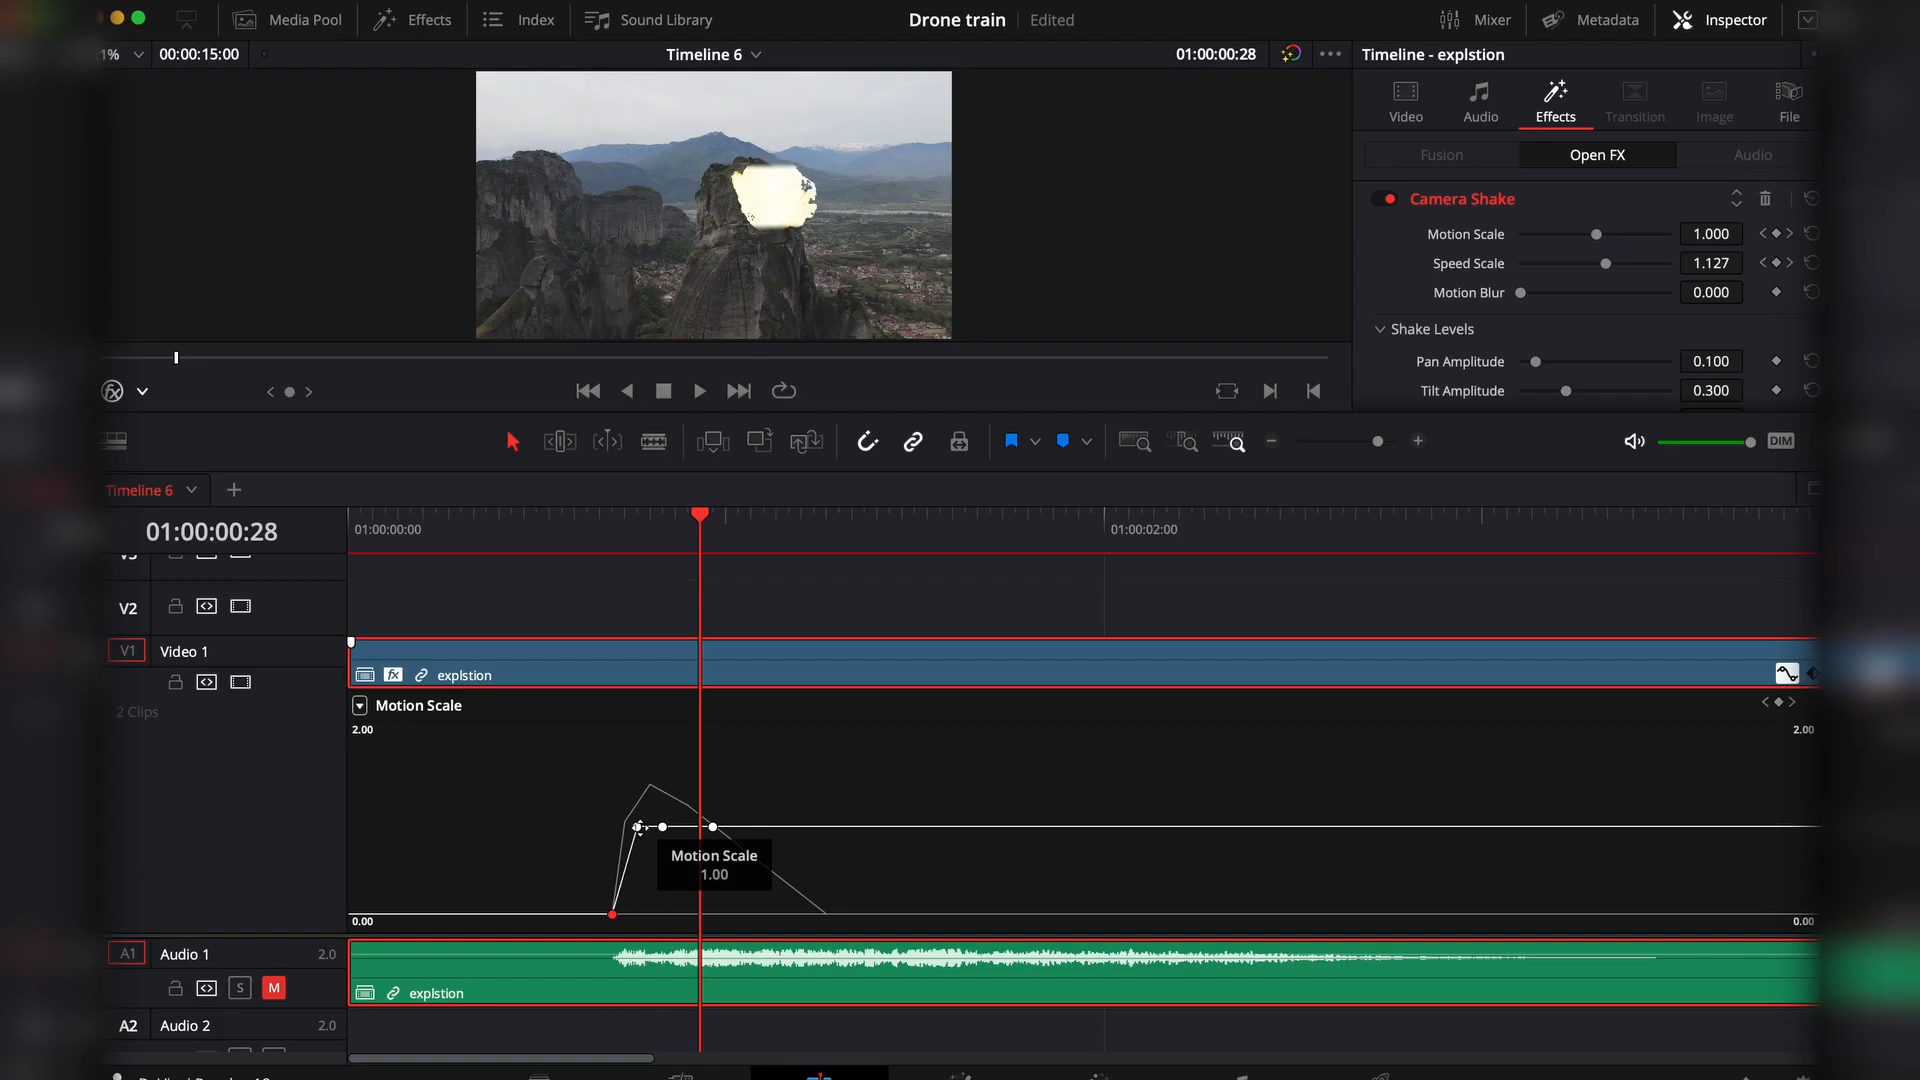 Media Pool
Effects
Index
Sound Library
Drone train
Edited
Mixer
Metadata
Inspector
1%
00:00:15:00
Timeline 6
01:00:00:28
Timeline - explstion
Video
Audio
Effects
Transition
Image
File
Fusion
Open FX
Audio
Camera Shake
Motion Scale
1.000
Speed Scale
1.127
Motion Blur
0.000
Shake Levels
Pan Amplitude
0.100
Tilt Amplitude
0.300
fx
DIM
Timeline 6
01:00:00:28
01:00:00:00
01:00:02:00
V3
V2
V1
Video 1
2 Clips
fx
explstion
Motion Scale
2.00
2.00
Motion Scale
1.00
0.00
0.00
A1
Audio 1
2.0
S
M
explstion
A2
Audio 2
2.0